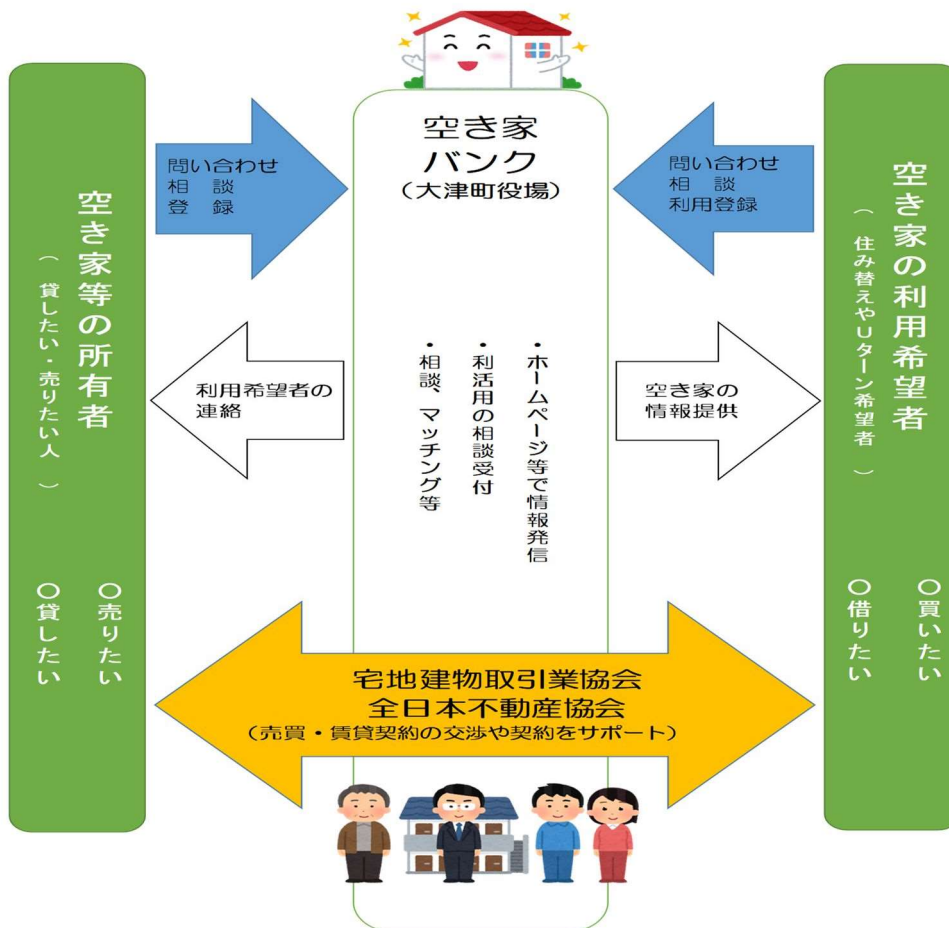 空き家
バンク
（大津町役場）
問い合わせ
相　談
登　録
問い合わせ
相　談
利用登録
空き家等の所有者
（ 貸したい・売りたい人 ）
〇売りたい
〇貸したい
利用希望者の
連絡
・ホームページ等で情報発信
・利活用の相談受付
・相談、マッチング等
空き家の
情報提供
空き家の利用希望者
（ 住み替えやUターン希望者 ）
〇買いたい
〇借りたい
宅地建物取引業協会
全日本不動産協会
（売買・賃貸契約の交渉や契約をサポート）